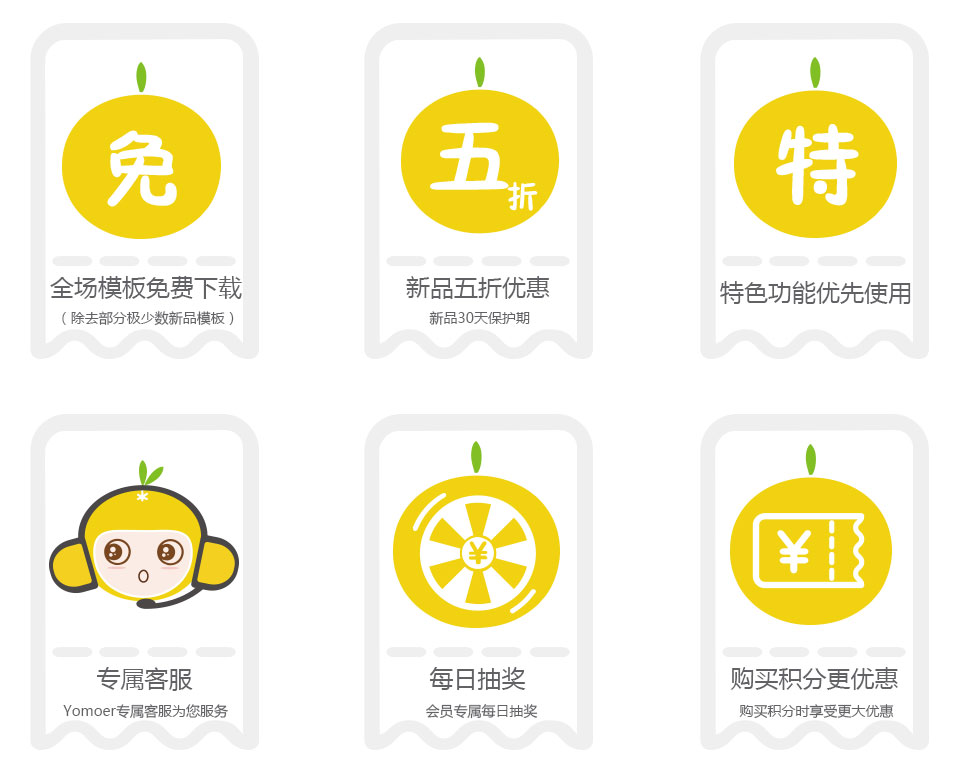 免
全场模板免费下载
（除去部分极少数新品模板）
五折
新品五折优惠
新品30天保护期
特
特色功能优先使用
专属客服
Yomoer专属客服为您服务
¥
每日抽奖
会员专属每日抽奖
¥
购买积分更优惠
购买积分时享受更大优惠